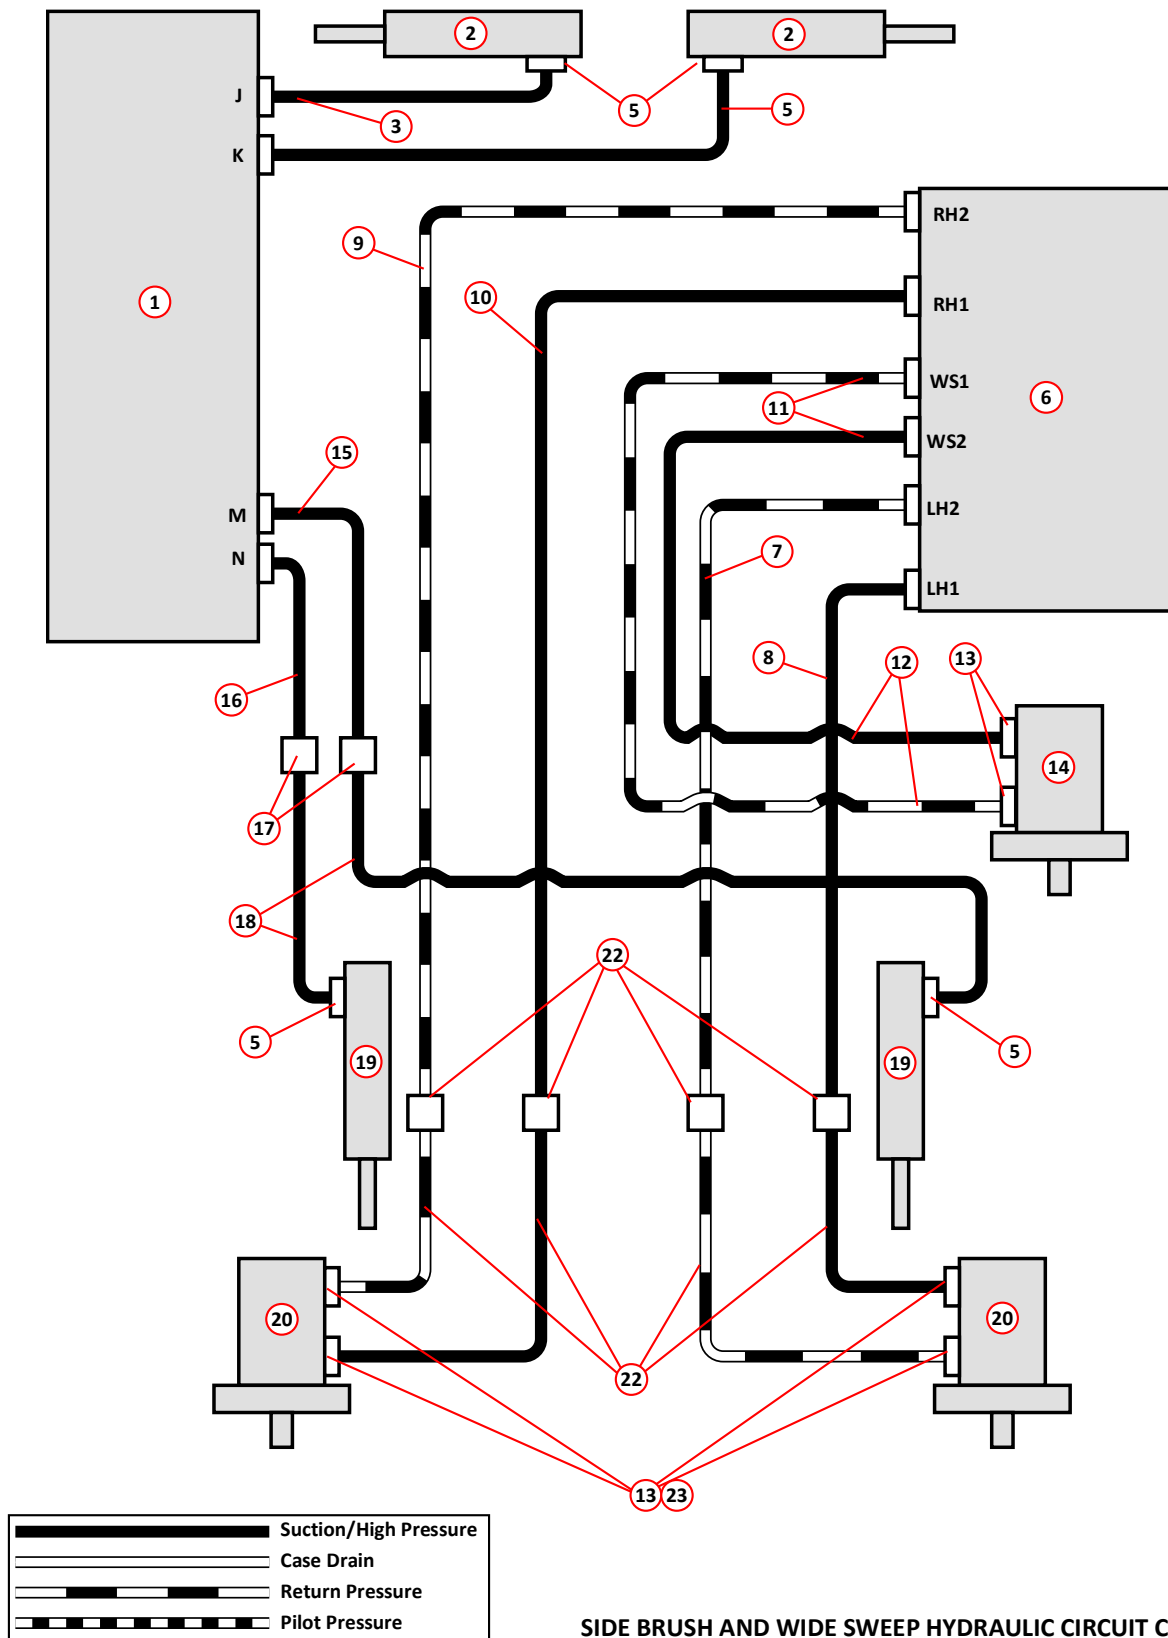 2
2
J
5
5
3
K
RH2
9
10
RH1
1
WS1
6
11
WS2
15
LH2
M
7
N
LH1
8
12
13
16
14
17
18
22
5
19
19
5
20
20
22
13
23
Suction/High Pressure
Case Drain
Return Pressure
Pilot Pressure
SIDE BRUSH AND WIDE SWEEP HYDRAULIC CIRCUIT C